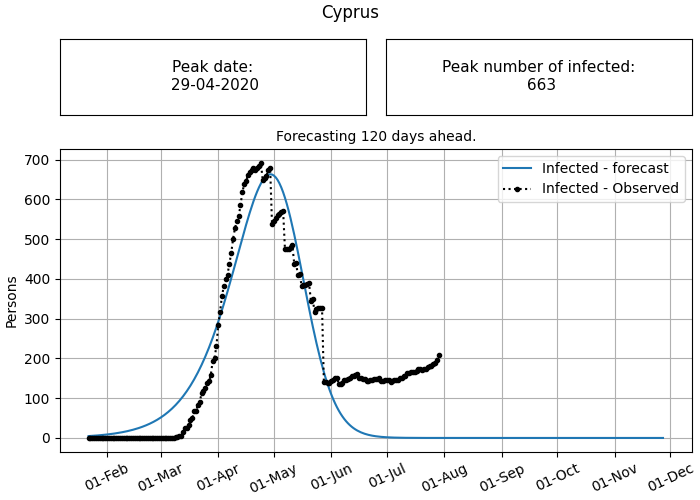 Cyprus
Peak date:
29-04-2020
Peak number of infected:
663
Forecasting 120 days ahead.
Infected - forecast
Infected - Observed
Persons
700
600
500
400
300
200
100
0
01-Feb
01-Mar
01-Apr
01-May
01-Jun
01-Jul
01-Aug
01-Sep
01-Oct
01-Nov
01-Dec